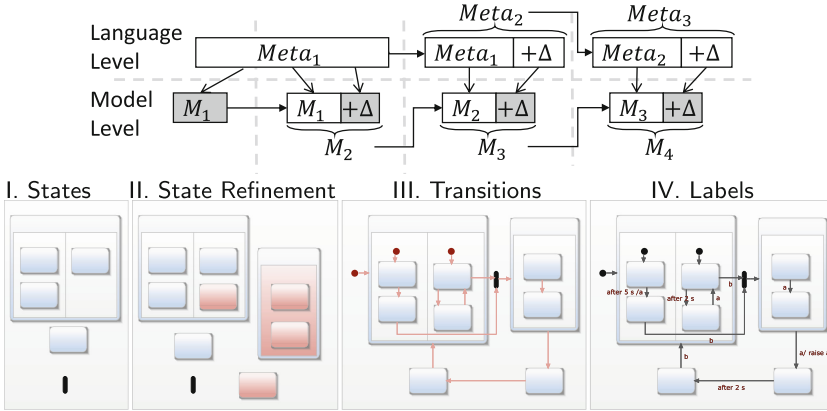 Meta₂ Meta₃
Language Level
Meta₁ Meta₁ +Δ Meta₂ +Δ
Model Level
M₁ M₁ +Δ M₂ +Δ M₃ +Δ
M₂ M₃ M₄
I. States II. State Refinement III. Transitions IV. Labels
after 5 s /a after 2 s a b a
b
b a/ raise
after 2 s